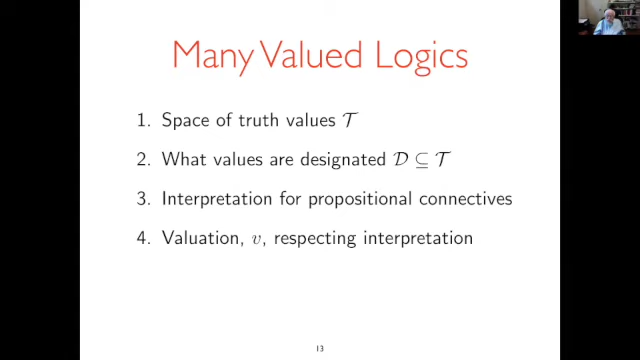 Many Valued Logics
1. Space of truth values 𝒯
2. What values are designated 𝒟 ⊆ 𝒯
3. Interpretation for propositional connectives
4. Valuation, v, respecting interpretation
13